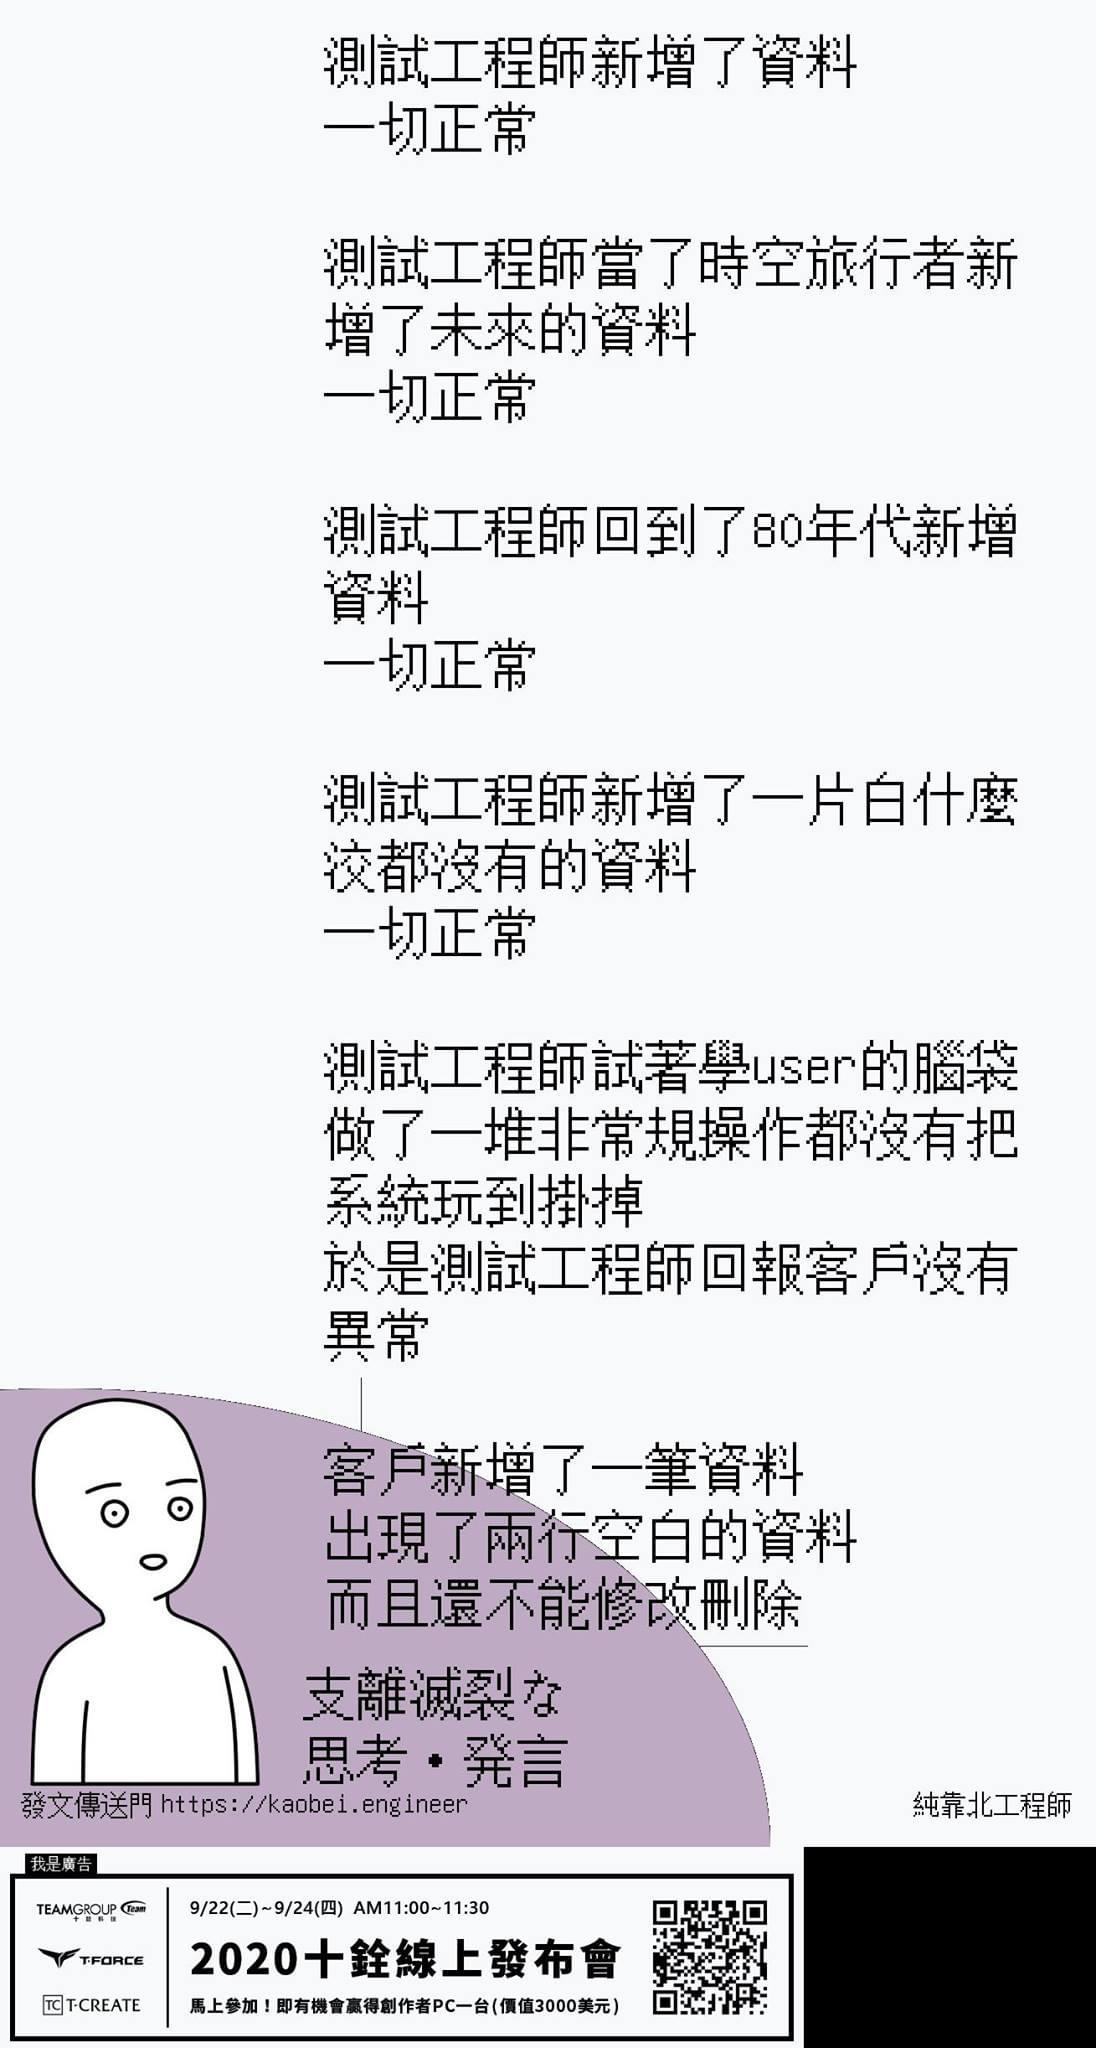 測試工程師新增了資料
一切正常
測試工程師當了時空旅行者新
增了未來的資料
一切正常
測試工程師回到了80年代新增
資料
一切正常
測試工程師新增了一片白什麼
洨都沒有的資料
一切正常
測試工程師試著學user的腦袋
做了一堆非常規操作都沒有把
系統玩到掛掉
於是測試工程師回報客戶沒有
異常
客戶新增了一筆資料
出現了兩行空白的資料
而且還不能修改刪除
支離滅裂な
思考・発言
發文傳送門 https://kaobei.engineer
純靠北工程師
我是廣告
TEAMGROUP Team
十銓科技
T-FORCE
TC T-CREATE
9/22(二)~9/24(四) AM11:00~11:30
2020十銓線上發布會
馬上參加！即有機會贏得創作者PC一台(價值3000美元)